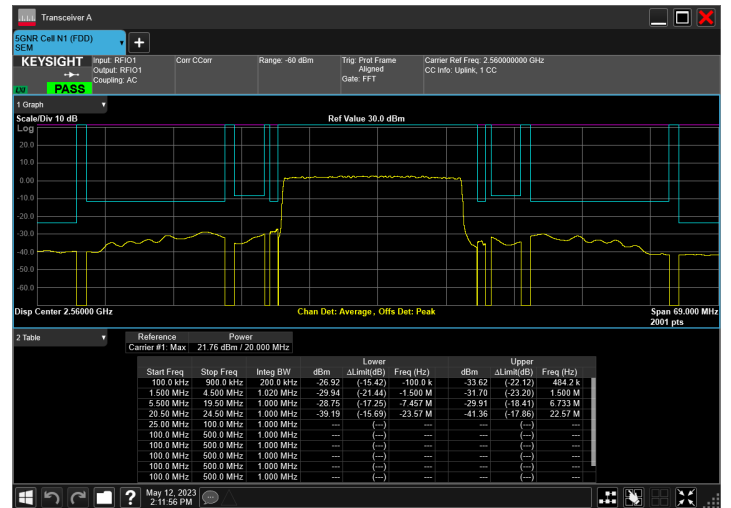 Transceiver A
5GNR Cell N1 (FDD)
SEM
KEYSIGHT
LXI
PASS
Input: RFIO1
Output: RFIO1
Coupling: AC
Corr CCorr
Range: -60 dBm
Trig: Prot Frame
Aligned
Gate: FFT
Carrier Ref Freq: 2.560000000 GHz
CC Info: Uplink, 1 CC
1 Graph
Scale/Div 10 dB
Ref Value 30.0 dBm
Log
20.0
10.0
0.00
-10.0
-20.0
-30.0
-40.0
-50.0
-60.0
Disp Center 2.56000 GHz
Chan Det: Average, Offs Det: Peak
Span 69.000 MHz
2001 pts
2 Table
Reference Power
Carrier #1: Max 21.76 dBm / 20.000 MHz
Lower Upper
Start Freq Stop Freq Integ BW dBm ΔLimit(dB) Freq (Hz) dBm ΔLimit(dB) Freq (Hz)
100.0 kHz 900.0 kHz 200.0 kHz -26.92 (-15.42) -100.0 k -33.62 (-22.12) 484.2 k
1.500 MHz 4.500 MHz 1.020 MHz -29.94 (-21.44) -1.500 M -31.70 (-23.20) 1.500 M
5.500 MHz 19.50 MHz 1.000 MHz -28.75 (-17.25) -7.457 M -29.91 (-18.41) 6.733 M
20.50 MHz 24.50 MHz 1.000 MHz -39.19 (-15.69) -23.57 M -41.36 (-17.86) 22.57 M
25.00 MHz 100.0 MHz 1.000 MHz --- (---) --- --- (---) ---
100.0 MHz 500.0 MHz 1.000 MHz --- (---) --- --- (---) ---
100.0 MHz 500.0 MHz 1.000 MHz --- (---) --- --- (---) ---
100.0 MHz 500.0 MHz 1.000 MHz --- (---) --- --- (---) ---
100.0 MHz 500.0 MHz 1.000 MHz --- (---) --- --- (---) ---
100.0 MHz 500.0 MHz 1.000 MHz --- (---) --- --- (---) ---
?
May 12, 2023
2:11:56 PM